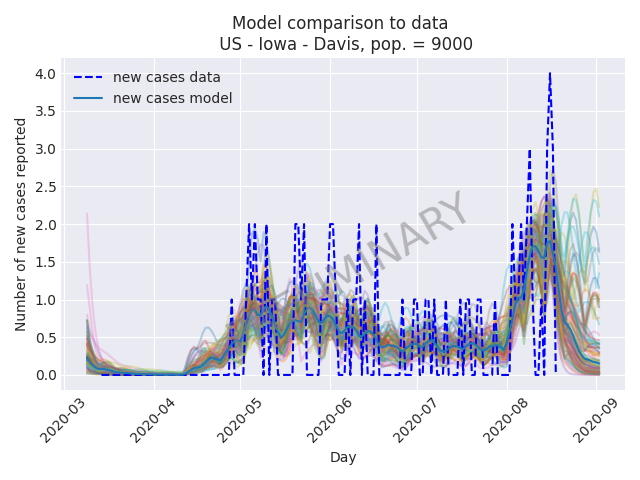 Model comparison to data
US - Iowa - Davis, pop. = 9000
new cases data
new cases model
Number of new cases reported
4.0
3.5
3.0
2.5
2.0
1.5
1.0
0.5
0.0
2020-03
2020-04
2020-05
2020-06
2020-07
2020-08
2020-09
Day